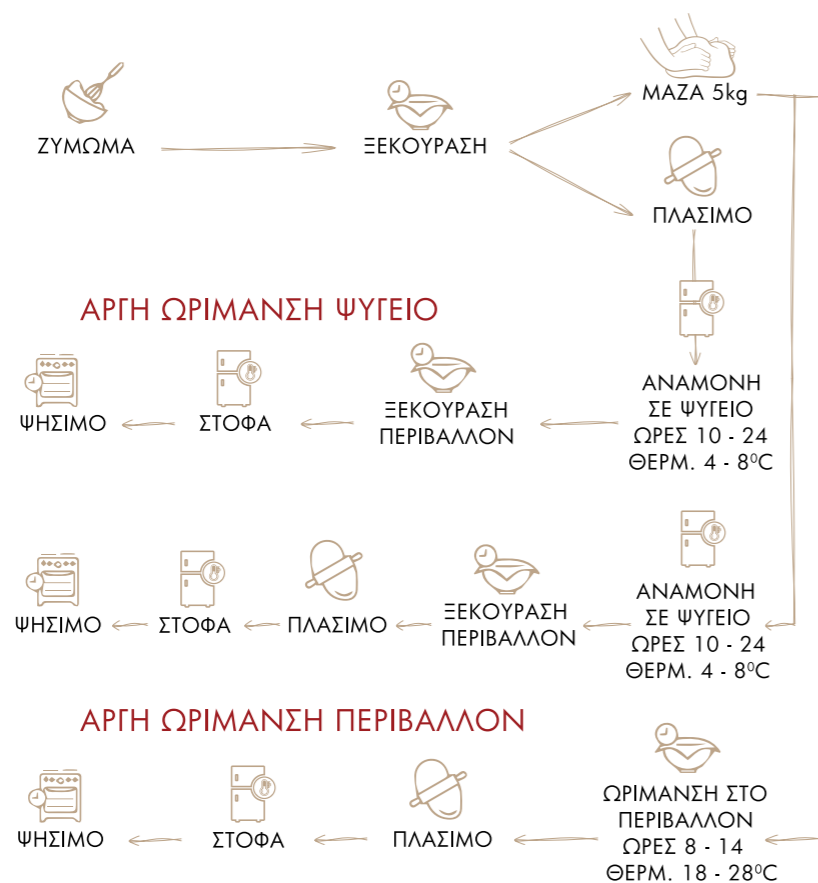 ΖΥΜΩΜΑ
ΞΕΚΟΥΡΑΣΗ
ΜΑΖΑ 5kg
ΠΛΑΣΙΜΟ
ΑΡΓΗ ΩΡΙΜΑΝΣΗ ΨΥΓΕΙΟ
ΨΗΣΙΜΟ
ΣΤΟΦΑ
ΞΕΚΟΥΡΑΣΗ
ΠΕΡΙΒΑΛΛΟΝ
ΑΝΑΜΟΝΗ
ΣΕ ΨΥΓΕΙΟ
ΩΡΕΣ 10 - 24
ΘΕΡΜ. 4 - 8⁰C
ΨΗΣΙΜΟ
ΣΤΟΦΑ
ΠΛΑΣΙΜΟ
ΞΕΚΟΥΡΑΣΗ
ΠΕΡΙΒΑΛΛΟΝ
ΑΝΑΜΟΝΗ
ΣΕ ΨΥΓΕΙΟ
ΩΡΕΣ 10 - 24
ΘΕΡΜ. 4 - 8⁰C
ΑΡΓΗ ΩΡΙΜΑΝΣΗ ΠΕΡΙΒΑΛΛΟΝ
ΨΗΣΙΜΟ
ΣΤΟΦΑ
ΠΛΑΣΙΜΟ
ΩΡΙΜΑΝΣΗ ΣΤΟ
ΠΕΡΙΒΑΛΛΟΝ
ΩΡΕΣ 8 - 14
ΘΕΡΜ. 18 - 28⁰C